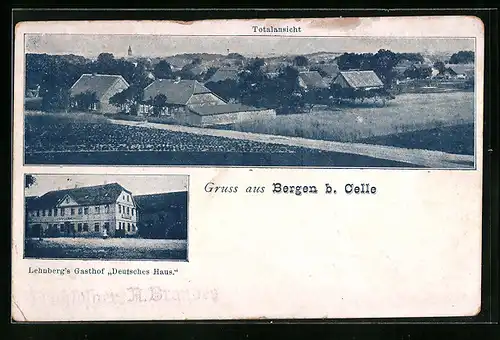 Totalansicht
Gruss aus Bergen b. Celle
Lehnberg's Gasthof „Deutsches Haus."